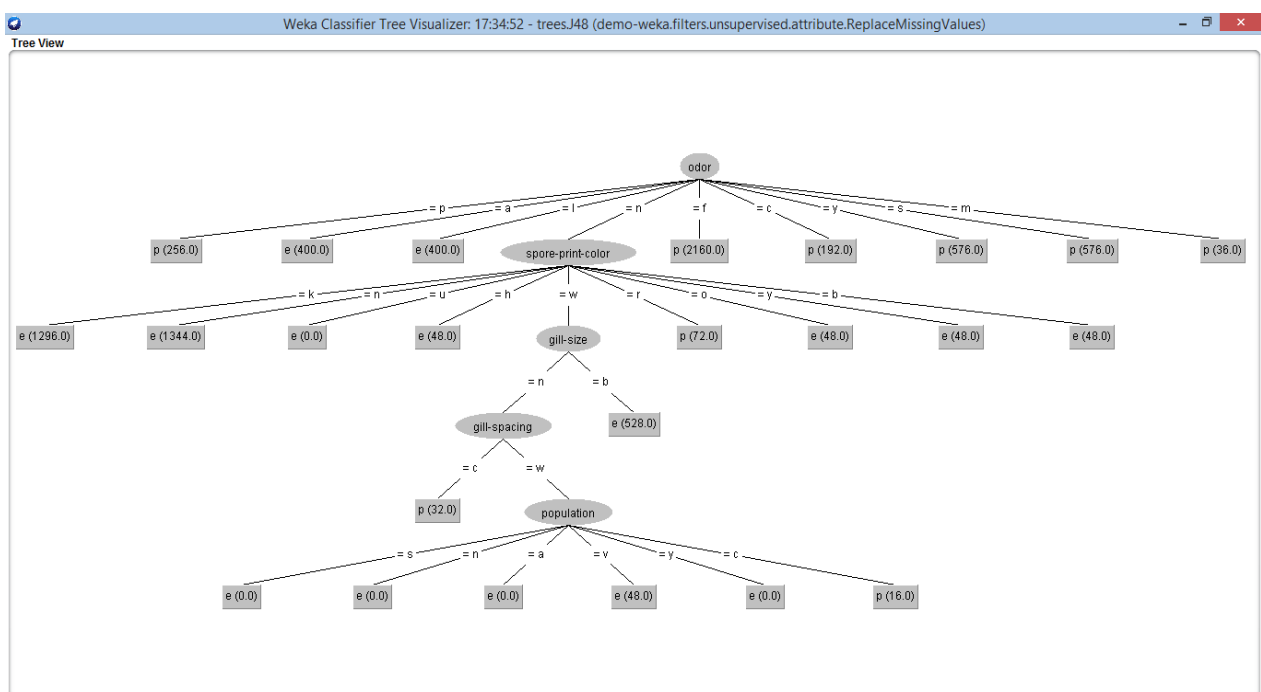 Weka Classifier Tree Visualizer: 17:34:52 - trees.J48 (demo-weka.filters.unsupervised.attribute.ReplaceMissingValues)
Tree View
odor
= p = a = l = n = f = c = y = s = m
p (256.0) e (400.0) e (400.0) spore-print-color p (2160.0) p (192.0) p (576.0) p (576.0) p (36.0)
= k = n = u = h = w = r = o = y = b
e (1296.0) e (1344.0) e (0.0) e (48.0) gill-size p (72.0) e (48.0) e (48.0) e (48.0)
= n = b
gill-spacing e (528.0)
= c = w
p (32.0) population
= s = n = a = v = y = c
e (0.0) e (0.0) e (0.0) e (48.0) e (0.0) p (16.0)